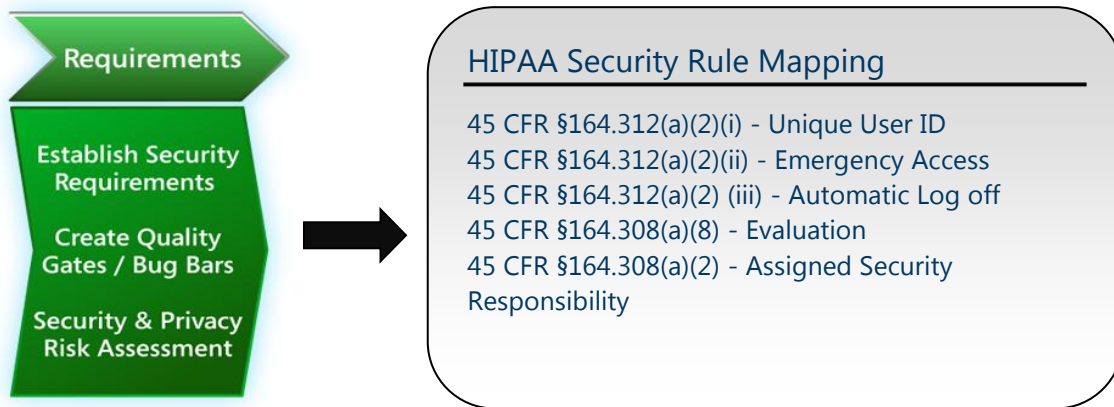 Requirements
Establish Security
Requirements
Create Quality
Gates / Bug Bars
Security & Privacy
Risk Assessment
HIPAA Security Rule Mapping
45 CFR §164.312(a)(2)(i) - Unique User ID
45 CFR §164.312(a)(2)(ii) - Emergency Access
45 CFR §164.312(a)(2) (iii) - Automatic Log off
45 CFR §164.308(a)(8) - Evaluation
45 CFR §164.308(a)(2) - Assigned Security
Responsibility